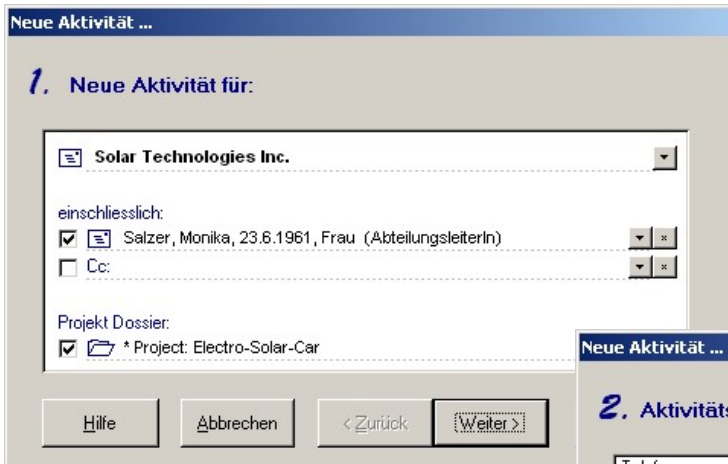 Neue Aktivität ...
1. Neue Aktivität für:
Solar Technologies Inc.
einschliesslich:
Salzer, Monika, 23.6.1961, Frau (AbteilungsleiterIn)
Cc:
Projekt Dossier:
* Project: Electro-Solar-Car
Hilfe Abbrechen < Zurück Weiter >
Neue Aktivität ...
2. Aktivitäts